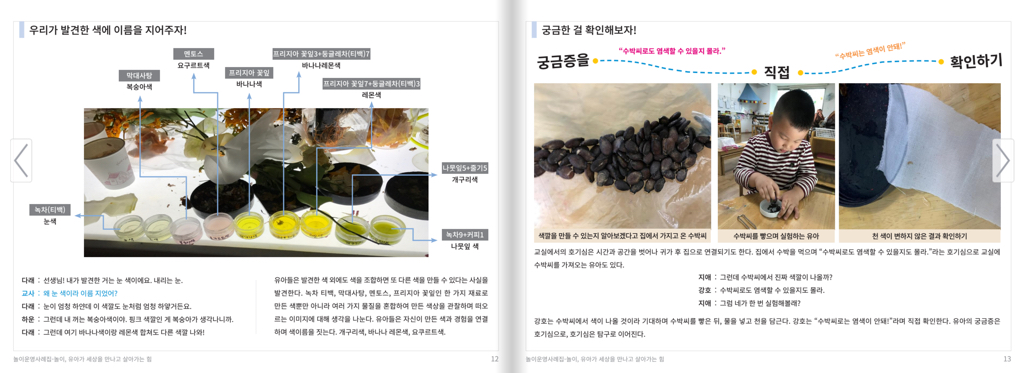 우리가 발견한 색에 이름을 지어주자!
멘토스
요구르트색
프리지아 꽃잎3+둥글레차(티백)7
바나나레몬색
막대사탕
복숭아색
프리지아 꽃잎
바나나색
프리지아 꽃잎7+둥글레차(티백)3
레몬색
나뭇잎5+줄기5
개구리색
녹차(티백)
눈색
녹차9+커피1
나뭇잎 색
다래 : 선생님! 내가 발견한 거는 눈 색이에요. 내리는 눈.
교사 : 왜 눈 색이라 이름 지었어?
다래 : 눈이 엄청 하얀데 이 색깔도 눈처럼 엄청 하얗거든요.
하운 : 그런데 내 꺼는 복숭아색이야. 핑크 색깔인 게 복숭아가 생각나니까.
다래 : 그런데 여기 바나나색이랑 레몬색 합쳐도 다른 색깔 나와!
유아들은 발견한 색 외에도 색을 조합하면 또 다른 색을 만들 수 있다는 사실을
발견한다. 녹차 티백, 막대사탕, 멘토스, 프리지아 꽃잎인 한 가지 재료로
만든 색뿐만 아니라 여러 가지 물질을 혼합하여 만든 색상을 관찰하며 떠오
르는 이미지에 대해 생각을 나눈다. 유아들은 자신이 만든 색과 경험을 연결
하며 색이름을 짓는다. 개구리색, 바나나 레몬색, 요쿠르트색.
놀이운영사례집-놀이, 유아가 세상을 만나고 살아가는 힘
12
궁금한 걸 확인해보자!
궁금증을
“수박씨로도 염색할 수 있을지도 몰라.”
직접
“수박씨는 염색이 안돼!”
확인하기
색깔을 만들 수 있는지 알아보겠다고 집에서 가지고 온 수박씨
수박씨를 빻으며 실험하는 유아
천 색이 변하지 않은 결과 확인하기
교실에서의 호기심은 시간과 공간을 벗어나 귀가 후 집으로 연결되기도 한다. 집에서 수박을 먹으며 “수박씨로도 염색할 수 있을지도 몰라.”라는 호기심으로 교실에
수박씨를 가져오는 유아도 있다.
지애 : 그런데 수박씨에서 진짜 색깔이 나올까?
강호 : 수박씨로도 염색할 수 있을지도 몰라.
지애 : 그럼 네가 한 번 실험해볼래?
강호는 수박씨에서 색이 나올 것이라 기대하며 수박씨를 빻은 뒤, 물을 넣고 천을 담근다. 강호는 “수박씨로는 염색이 안돼!”라며 직접 확인한다. 유아의 궁금증은
호기심으로, 호기심은 탐구로 이어진다.
놀이운영사례집-놀이, 유아가 세상을 만나고 살아가는 힘
13